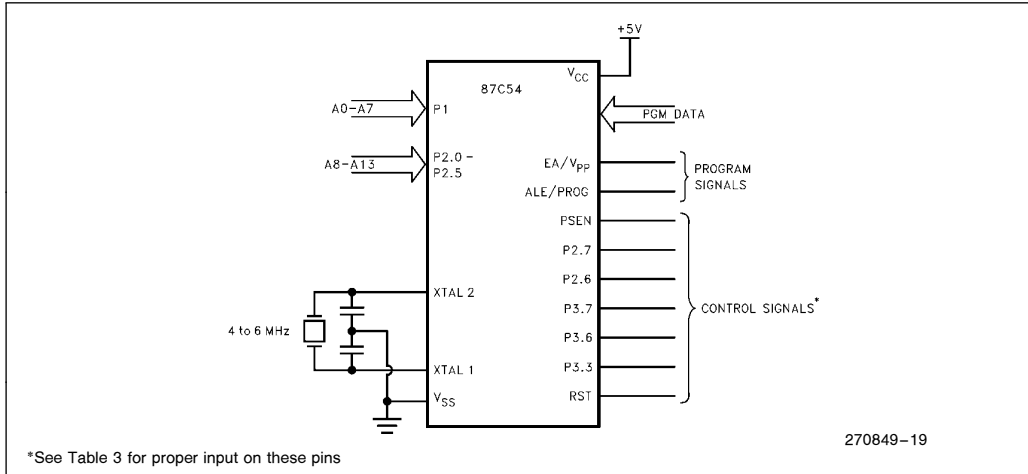 +5V
VCC
87C54
A0-A7
P1
PGM DATA
A8-A13
P2.0 -
P2.5
EA/VPP
PROGRAM
SIGNALS
ALE/PROG
PSEN
P2.7
P2.6
XTAL 2
P3.7
CONTROL SIGNALS*
4 to 6 MHz
P3.6
XTAL 1
P3.3
VSS
RST
270849-19
*See Table 3 for proper input on these pins